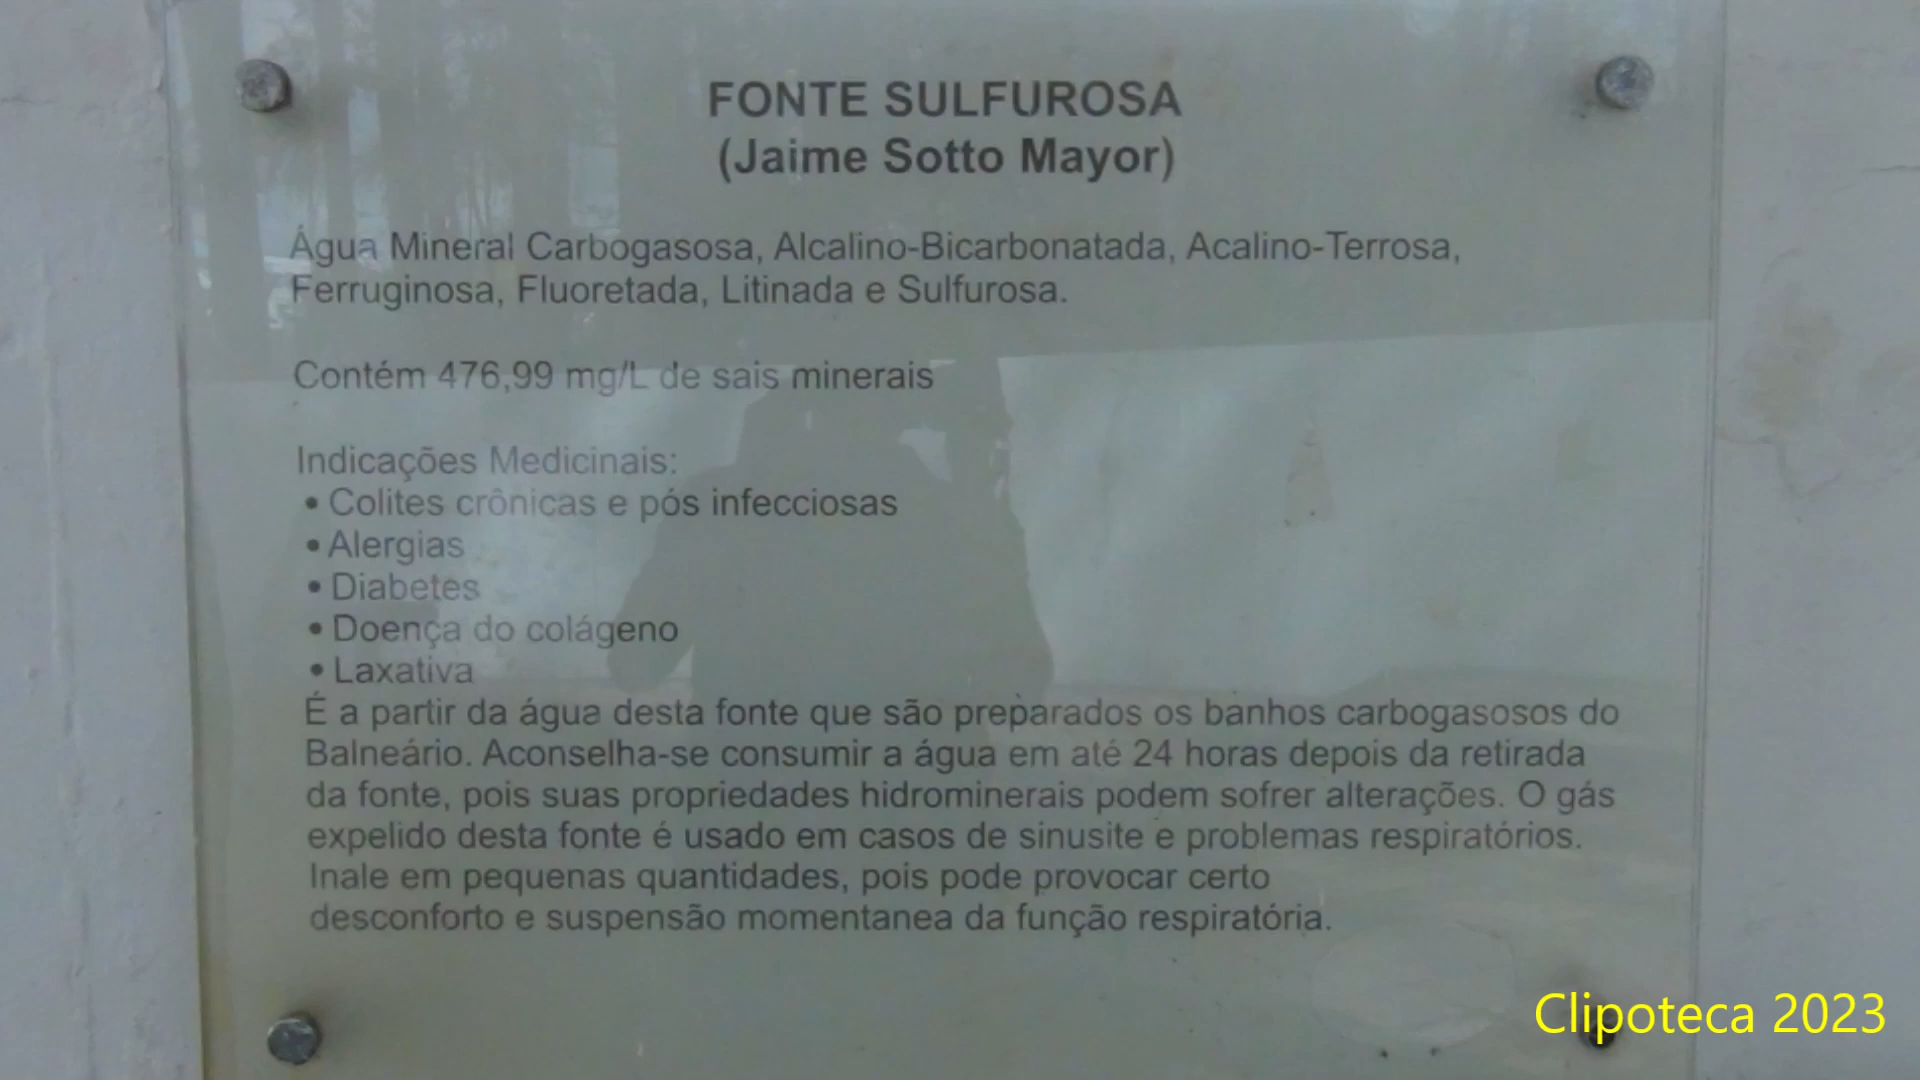 FONTE SULFUROSA
(Jaime Sotto Mayor)
Água Mineral Carbogasosa, Alcalino-Bicarbonatada, Acalino-Terrosa,
Ferruginosa, Fluoretada, Litinada e Sulfurosa.
Contém 476,99 mg/L de sais minerais
Indicações Medicinais:
• Colites crônicas e pós infecciosas
• Alergias
• Diabetes
• Doença do colágeno
• Laxativa
É a partir da água desta fonte que são preparados os banhos carbogasosos do
Balneário. Aconselha-se consumir a água em até 24 horas depois da retirada
da fonte, pois suas propriedades hidrominerais podem sofrer alterações. O gás
expelido desta fonte é usado em casos de sinusite e problemas respiratórios.
Inale em pequenas quantidades, pois pode provocar certo
desconforto e suspensão momentanea da função respiratória.
Clipoteca 2023